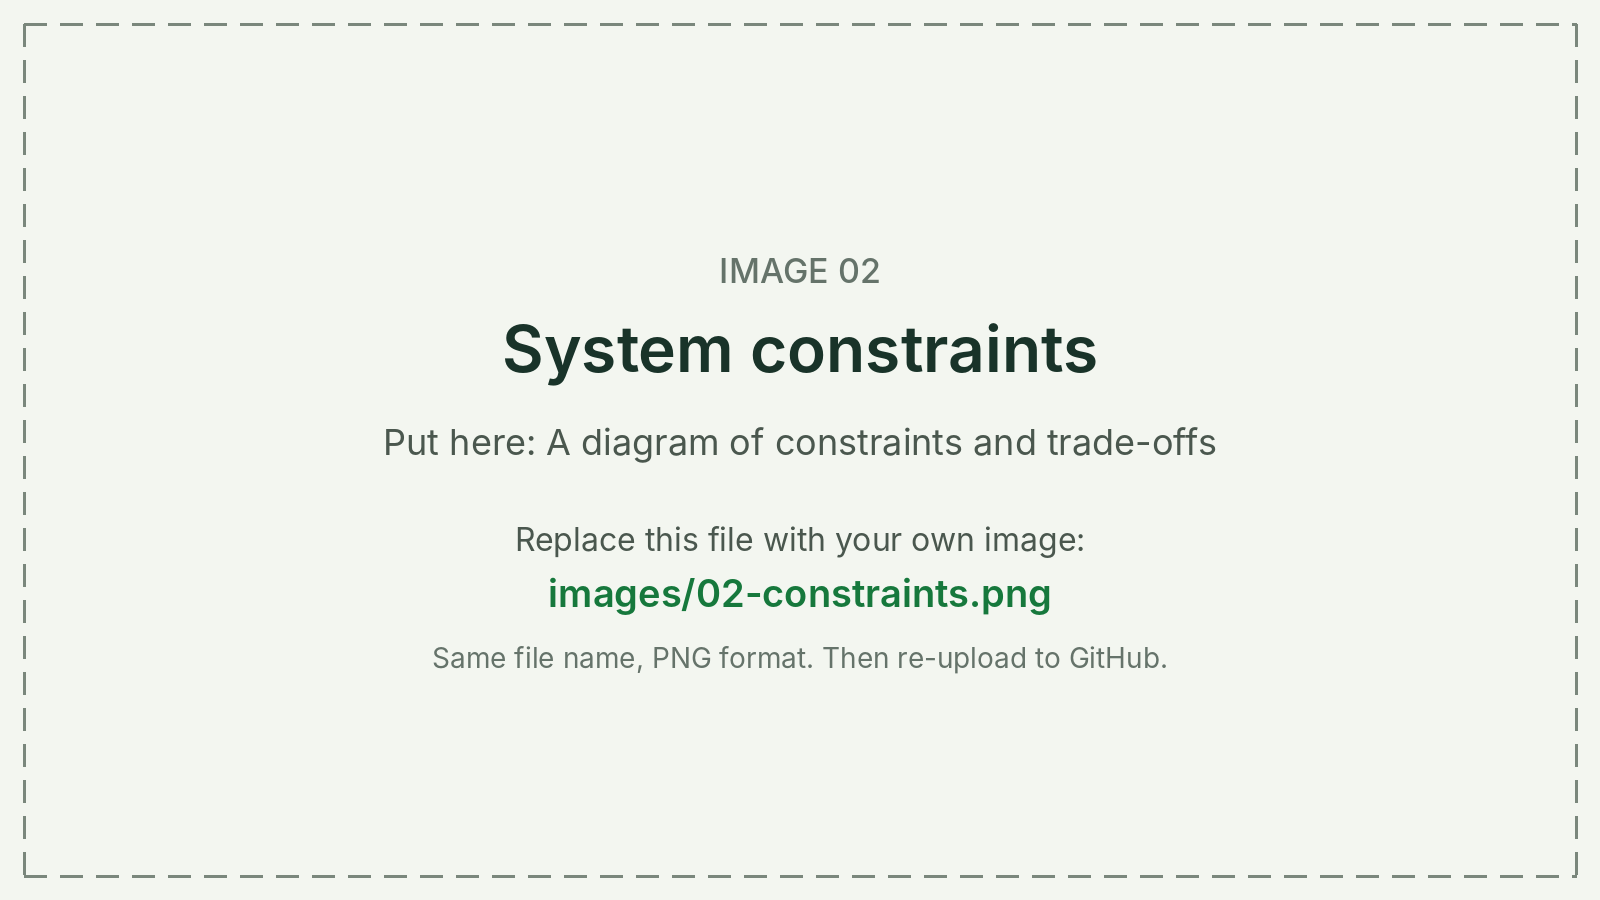 IMAGE 02
System constraints
Put here: A diagram of constraints and trade-offs
Replace this file with your own image:
images/02-constraints.png
Same file name, PNG format. Then re-upload to GitHub.